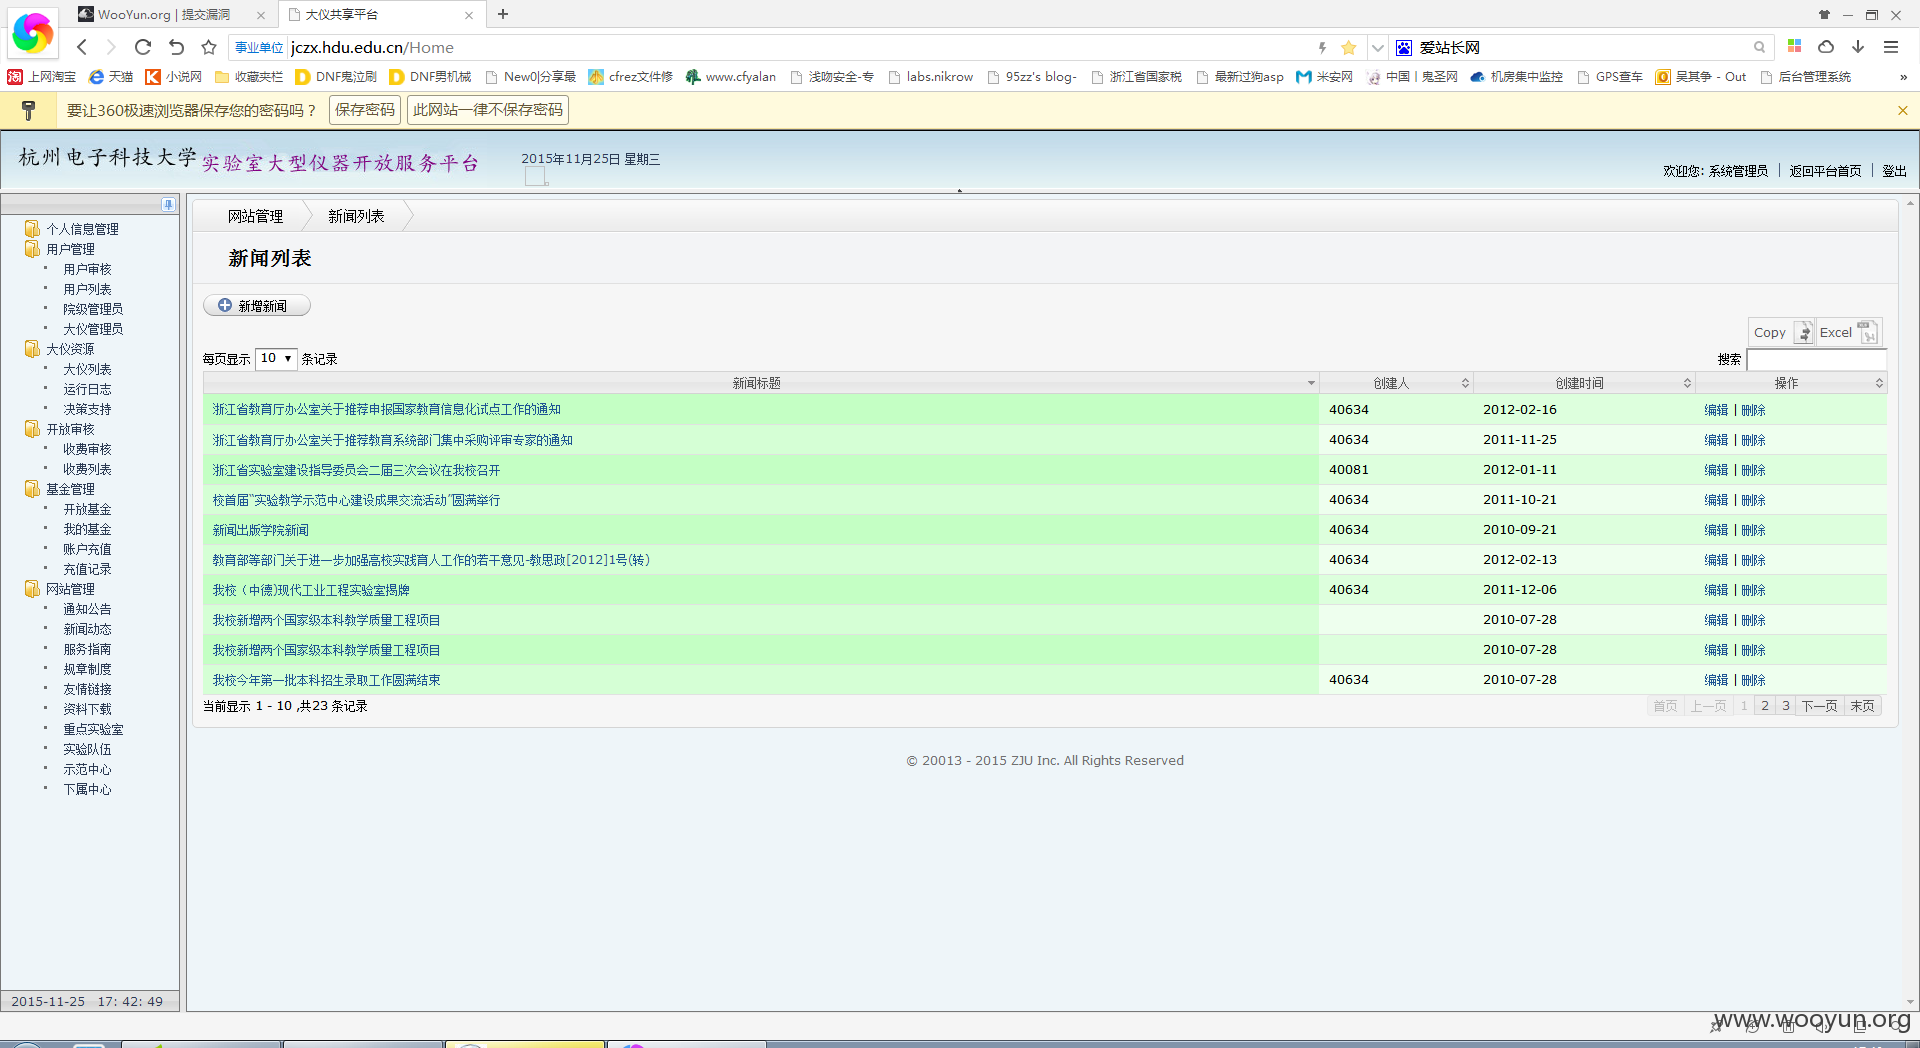 WooYun.org | 提交漏洞
大仪共享平台
事业单位 jczx.hdu.edu.cn/Home
爱站长网
上网淘宝 天猫 小说网 收藏夹栏 DNF鬼泣刷 DNF男机械 New0|分享最 cfrez文件修 www.cfyalan 浅吻安全-专 labs.nikrow 95zz's blog- 浙江省国家税 最新过狗asp 米安网 中国丨鬼圣网 机房集中监控 GPS查车 吴其争 - Out 后台管理系统 »
要让360极速浏览器保存您的密码吗？ 保存密码 此网站一律不保存密码
杭州电子科技大学 实验室大型仪器开放服务平台
2015年11月25日 星期三
欢迎您: 系统管理员 | 返回平台首页 | 登出
个人信息管理
用户管理
用户审核
用户列表
院级管理员
大仪管理员
大仪资源
大仪列表
运行日志
决策支持
开放审核
收费审核
收费列表
基金管理
开放基金
我的基金
账户充值
充值记录
网站管理
通知公告
新闻动态
服务指南
规章制度
友情链接
资料下载
重点实验室
实验队伍
示范中心
下属中心
2015-11-25 17: 42: 49
网站管理 新闻列表
新闻列表
新增新闻
Copy Excel
每页显示 10 条记录
搜索
新闻标题 创建人 创建时间 操作
浙江省教育厅办公室关于推荐申报国家教育信息化试点工作的通知 40634 2012-02-16 编辑 | 删除
浙江省教育厅办公室关于推荐教育系统部门集中采购评审专家的通知 40634 2011-11-25 编辑 | 删除
浙江省实验室建设指导委员会二届三次会议在我校召开 40081 2012-01-11 编辑 | 删除
校首届“实验教学示范中心建设成果交流活动”圆满举行 40634 2011-10-21 编辑 | 删除
新闻出版学院新闻 40634 2010-09-21 编辑 | 删除
教育部等部门关于进一步加强高校实践育人工作的若干意见-教思政[2012]1号(转) 40634 2012-02-13 编辑 | 删除
我校（中德)现代工业工程实验室揭牌 40634 2011-12-06 编辑 | 删除
我校新增两个国家级本科教学质量工程项目 2010-07-28 编辑 | 删除
我校新增两个国家级本科教学质量工程项目 2010-07-28 编辑 | 删除
我校今年第一批本科招生录取工作圆满结束 40634 2010-07-28 编辑 | 删除
当前显示 1 - 10 ,共23 条记录
首页 上一页 1 2 3 下一页 末页
© 20013 - 2015 ZJU Inc. All Rights Reserved
www.wooyun.org